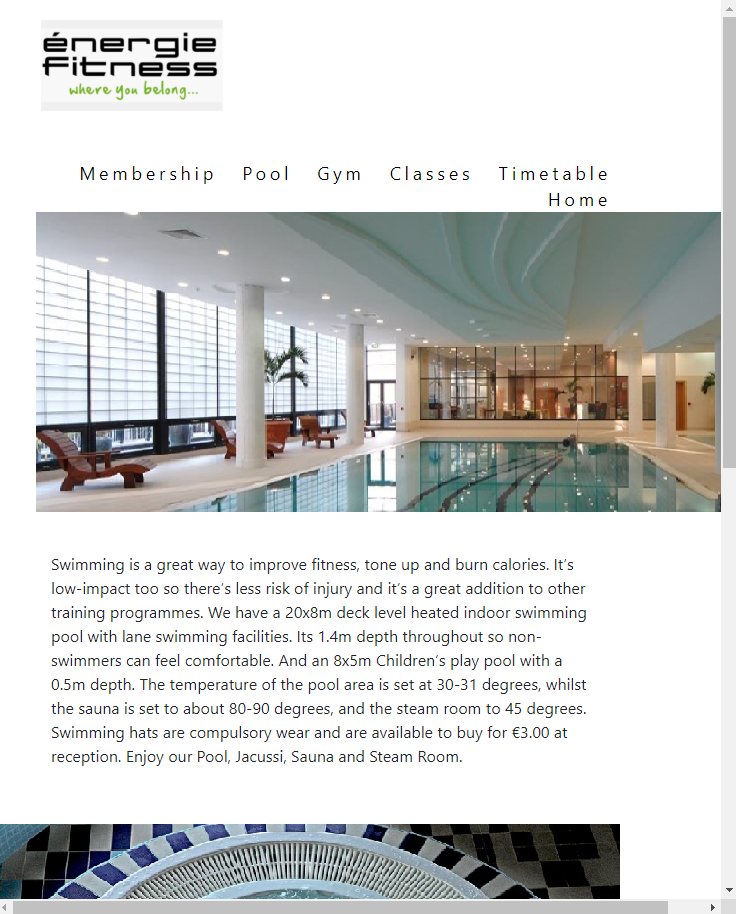 énergie
Fitness
where you belong...
Membership Pool Gym Classes Timetable
Home
Swimming is a great way to improve fitness, tone up and burn calories. It's
low-impact too so there's less risk of injury and it's a great addition to other
training programmes. We have a 20x8m deck level heated indoor swimming
pool with lane swimming facilities. Its 1.4m depth throughout so non-
swimmers can feel comfortable. And an 8x5m Children's play pool with a
0.5m depth. The temperature of the pool area is set at 30-31 degrees, whilst
the sauna is set to about 80-90 degrees, and the steam room to 45 degrees.
Swimming hats are compulsory wear and are available to buy for €3.00 at
reception. Enjoy our Pool, Jacussi, Sauna and Steam Room.